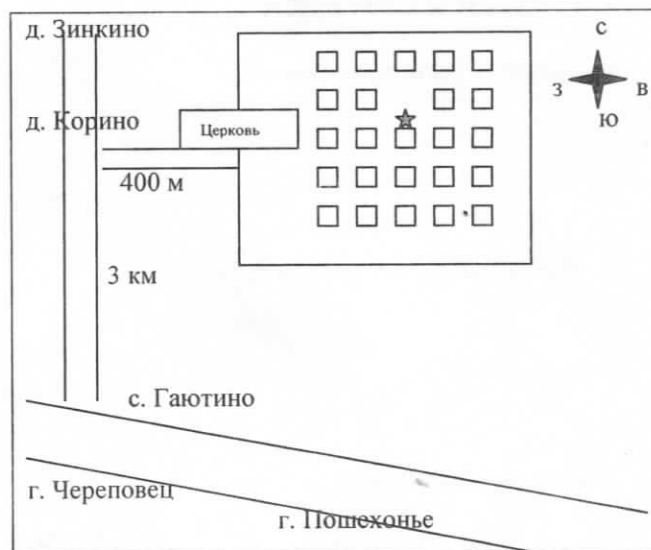 д. Зинкино
с
з
в
ю
д. Корино
Церковь
400 м
3 км
с. Гаютино
г. Череповец
г. Пошехонье